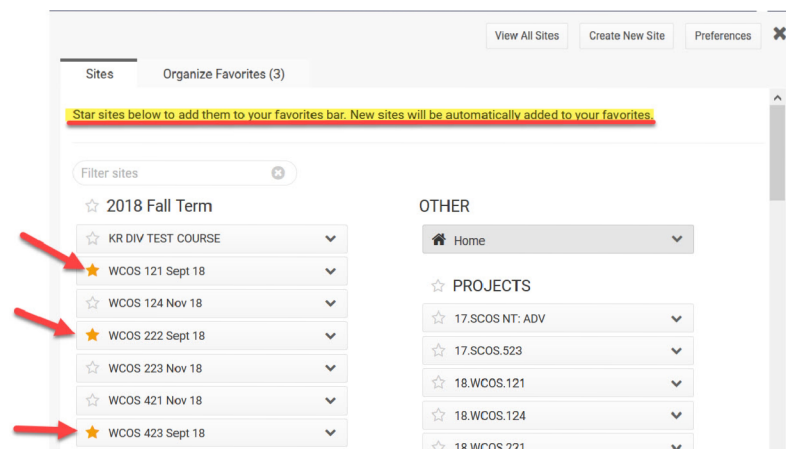 View All Sites
Create New Site
Preferences
Sites
Organize Favorites (3)
Star sites below to add them to your favorites bar. New sites will be automatically added to your favorites.
Filter sites
2018 Fall Term
KR DIV TEST COURSE
WCOS 121 Sept 18
WCOS 124 Nov 18
WCOS 222 Sept 18
WCOS 223 Nov 18
WCOS 421 Nov 18
WCOS 423 Sept 18
OTHER
Home
PROJECTS
17.SCOS NT: ADV
17.SCOS.523
18.WCOS.121
18.WCOS.124
18.WCOS.221